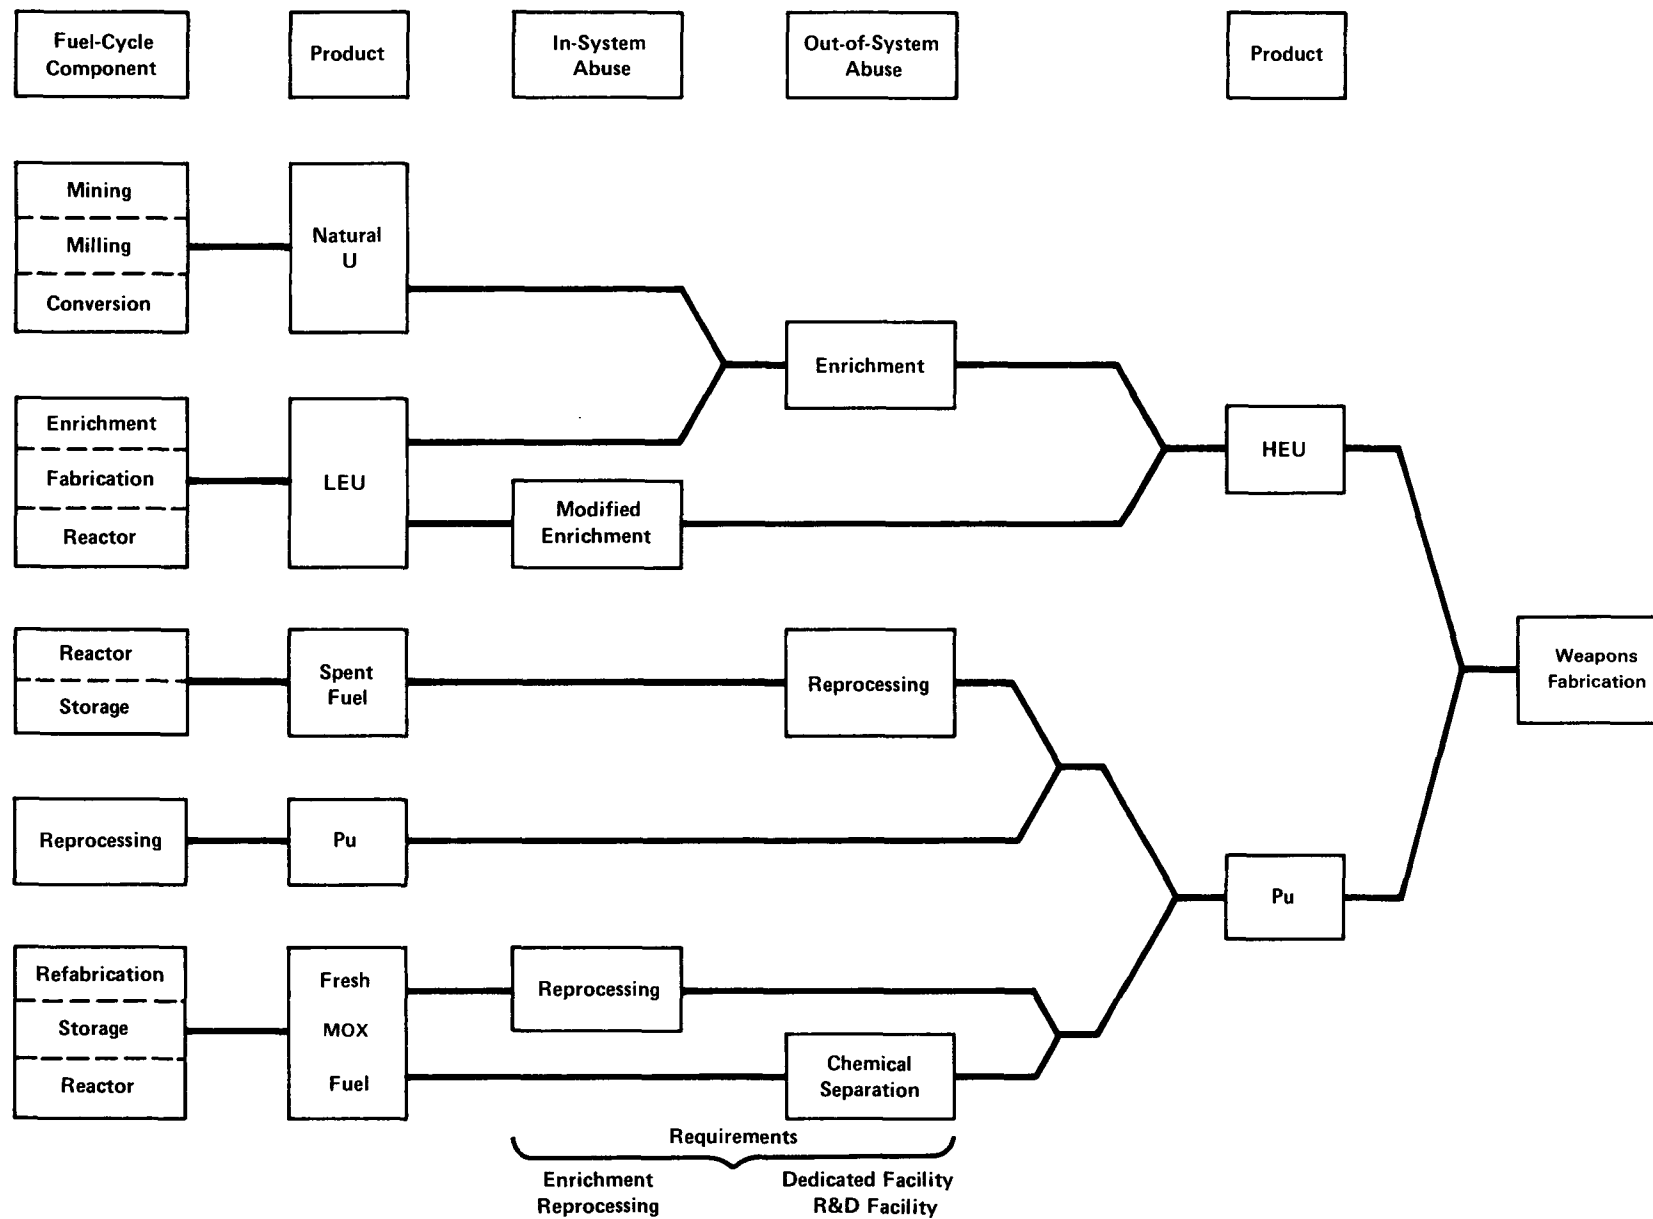 Fuel-Cycle
Component
Product
In-System
Abuse
Out-of-System
Abuse
Product
Mining
Milling
Conversion
Natural
U
Enrichment
Enrichment
Fabrication
Reactor
LEU
Modified
Enrichment
HEU
Reactor
Storage
Spent
Fuel
Reprocessing
Weapons
Fabrication
Reprocessing
Pu
Pu
Refabrication
Storage
Reactor
Fresh
MOX
Fuel
Reprocessing
Chemical
Separation
Requirements
Enrichment
Reprocessing
Dedicated Facility
R&D Facility